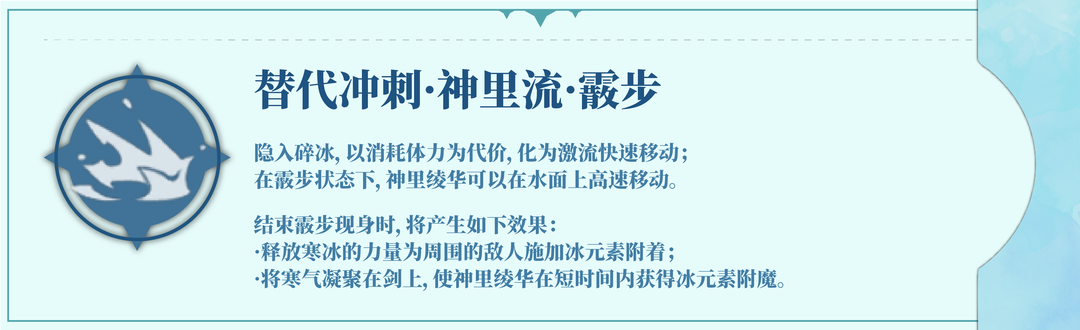 替代冲刺·神里流·霰步
隐入碎冰，以消耗体力为代价，化为激流快速移动；
在霰步状态下，神里绫华可以在水面上高速移动。
结束霰步现身时，将产生如下效果：
·释放寒冰的力量为周围的敌人施加冰元素附着；
·将寒气凝聚在剑上，使神里绫华在短时间内获得冰元素附魔。